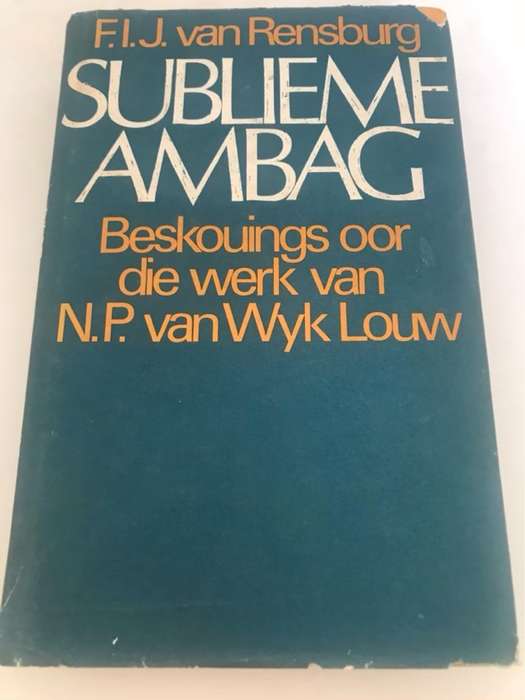 F.I.J. van Rensburg
SUBLIEME
AMBAG
Beskouings oor
die werk van
N.P. van Wyk Louw